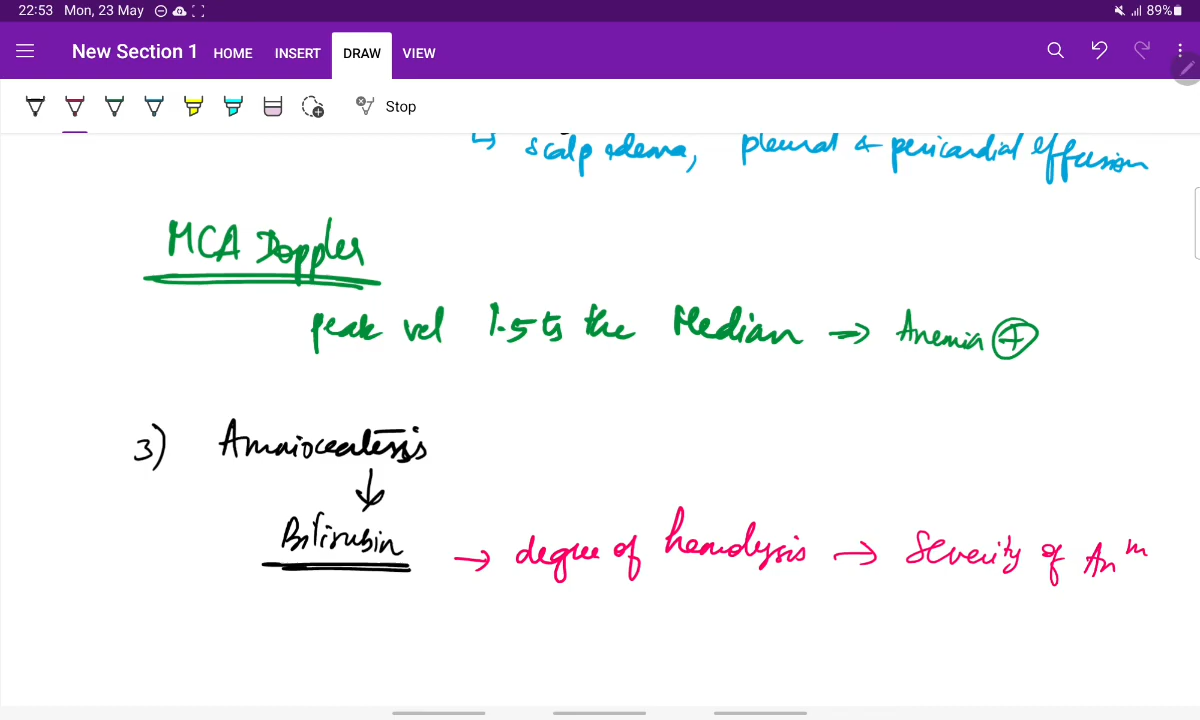 22:53 Mon, 23 May 89%
New Section 1 HOME INSERT DRAW VIEW
Stop
↳ scalp edema, pleural & pericardial effusion
MCA Doppler
peak vel 1.5 ts the Median → Anemia +
3) Amniocentesis
↓
Bilirubin → degree of hemolysis → Severity of An m